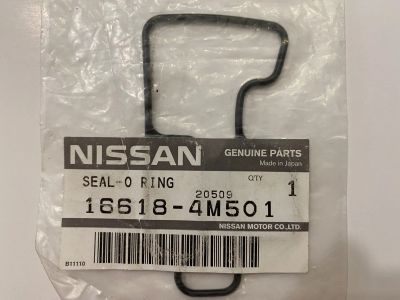 NISSAN GENUINE PARTS
Made in Japan
SEAL-O RING Q'TY 1
20509
16618-4M501
NISSAN MOTOR CO.,LTD.
B11110